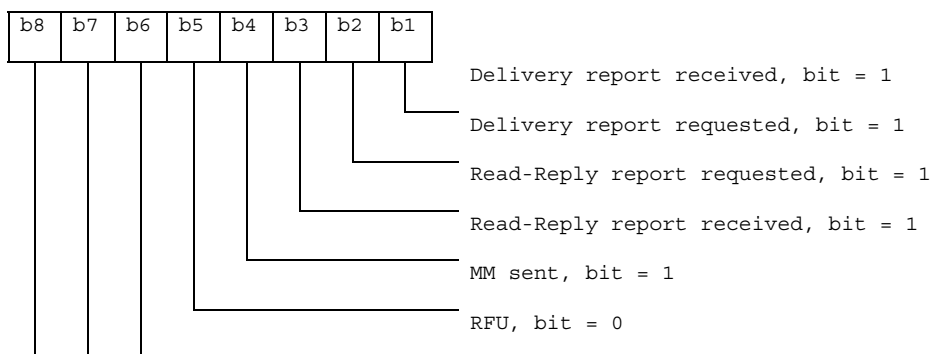 b8 b7 b6 b5 b4 b3 b2 b1
Delivery report received, bit = 1
Delivery report requested, bit = 1
Read-Reply report requested, bit = 1
Read-Reply report received, bit = 1
MM sent, bit = 1
RFU, bit = 0